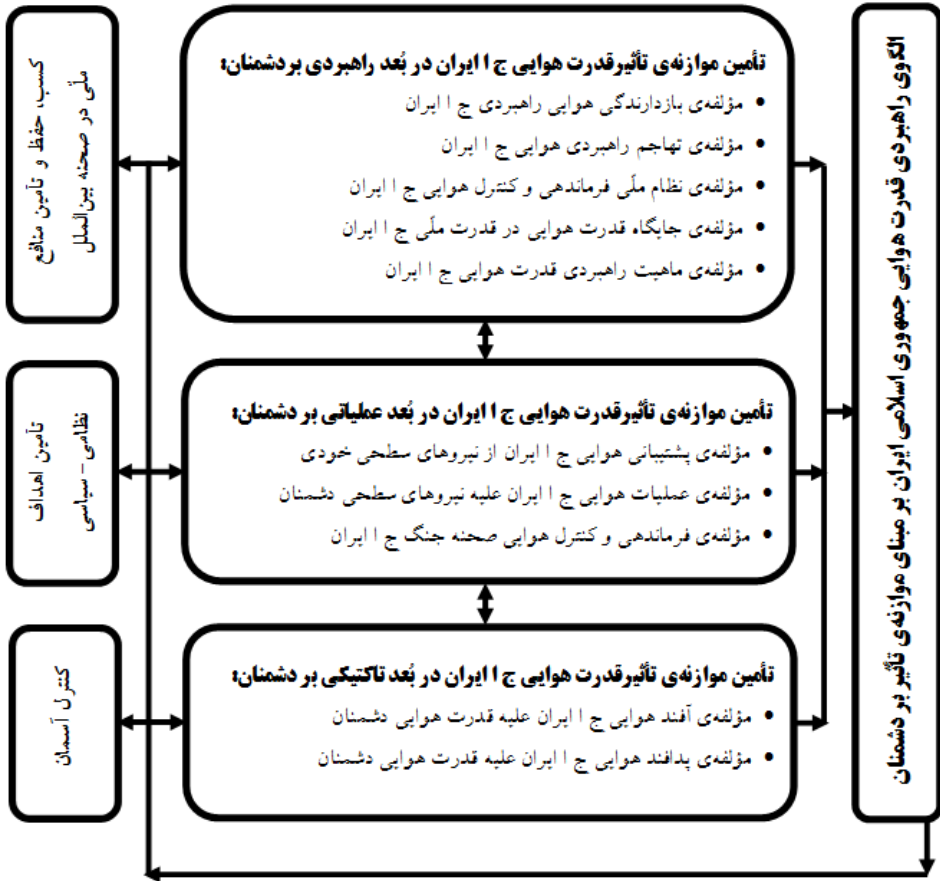 الگوی راهبردی قدرت هوایی جمهوری اسلامی ایران بر مبنای موازنه‌ی تأثیر بر دشمنان
تأمین موازنه‌ی تأثیرقدرت هوایی ج ا ایران در بُعد راهبردی بردشمنان:
• مؤلفه‌ی بازدارندگی هوایی راهبردی ج ا ایران
• مؤلفه‌ی تهاجم راهبردی هوایی ج ا ایران
• مؤلفه‌ی نظام ملّی فرماندهی و کنترل هوایی ج ا ایران
• مؤلفه‌ی جایگاه قدرت هوایی در قدرت ملّی ج ا ایران
• مؤلفه‌ی ماهیت راهبردی قدرت هوایی ج ا ایران
کسب، حفظ و تأمین منافع
ملّی در صحنه بین‌الملل
تأمین موازنه‌ی تأثیرقدرت هوایی ج ا ایران در بُعد عملیاتی بر دشمنان:
• مؤلفه‌ی پشتیبانی هوایی ج ا ایران از نیروهای سطحی خودی
• مؤلفه‌ی عملیات هوایی ج ا ایران علیه نیروهای سطحی دشمنان
• مؤلفه‌ی فرماندهی و کنترل هوایی صحنه جنگ ج ا ایران
تأمین اهداف
نظامی - سیاسی
تأمین موازنه‌ی تأثیرقدرت هوایی ج ا ایران در بُعد تاکتیکی بر دشمنان:
• مؤلفه‌ی آفند هوایی ج ا ایران علیه قدرت هوایی دشمنان
• مؤلفه‌ی پدافند هوایی ج ا ایران علیه قدرت هوایی دشمنان
کنترل آسمان